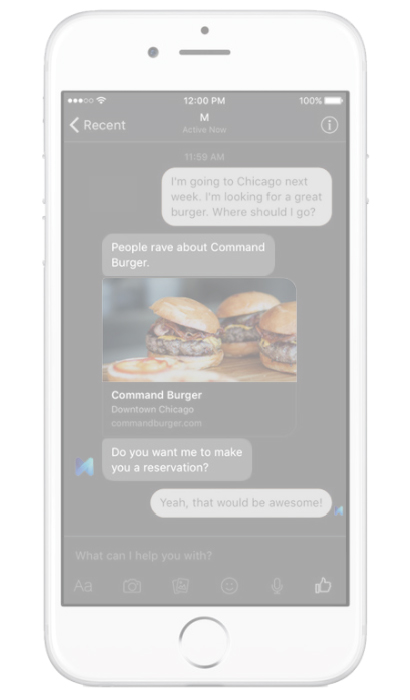 12:00 PM
100%
Recent
M
Active Now
11:59 AM
I'm going to Chicago next
week. I'm looking for a great
burger. Where should I go?
People rave about Command
Burger.
Command Burger
Downtown Chicago
commandburger.com
Do you want me to make
you a reservation?
Yeah, that would be awesome!
What can I help you with?
Aa